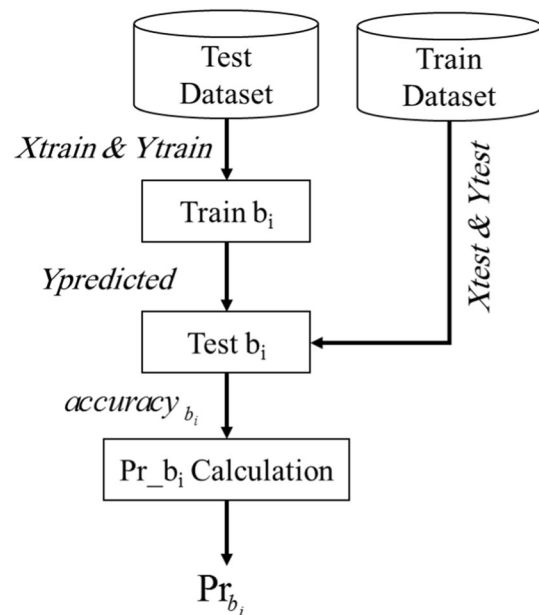 Test
Dataset
Train
Dataset
Xtrain & Ytrain
Xtest & Ytest
Train bi
Ypredicted
Test bi
accuracy bi
Pr_bi Calculation
Prbi